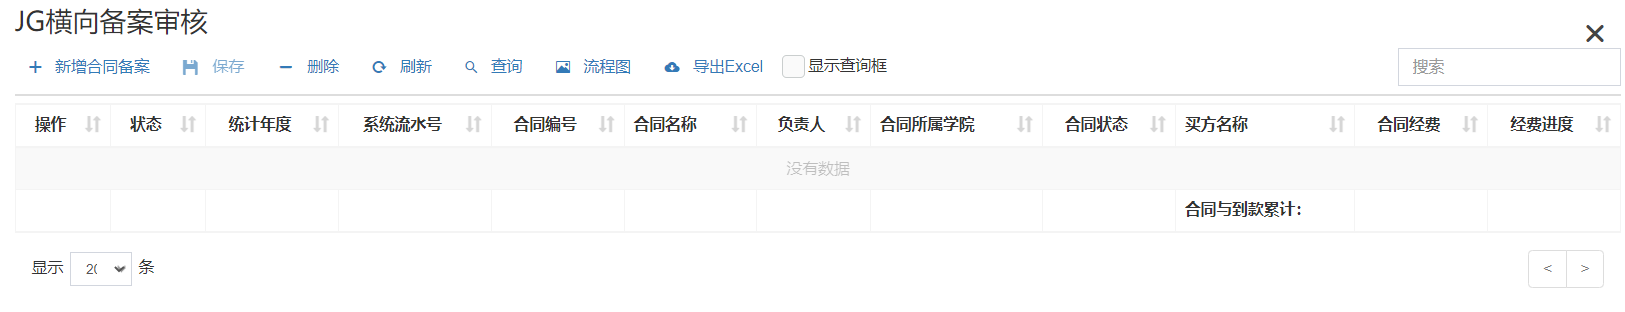 JG横向备案审核
新增合同备案 保存 删除 刷新 查询 流程图 导出Excel 显示查询框 搜索
操作 状态 统计年度 系统流水号 合同编号 合同名称 负责人 合同所属学院 合同状态 买方名称 合同经费 经费进度
没有数据
合同与到款累计：
显示 20 条 < >